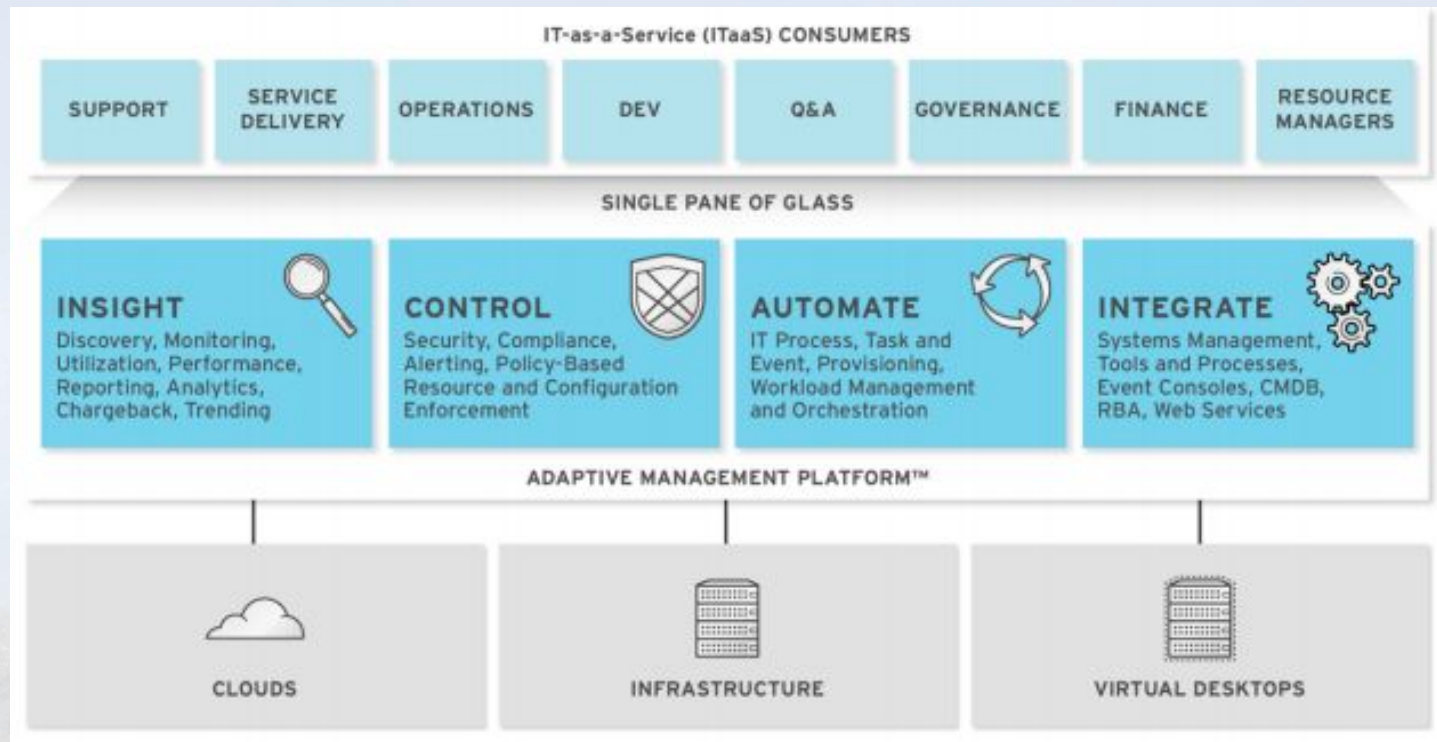 IT-as-a-Service (ITaaS) CONSUMERS
SUPPORT
SERVICE
DELIVERY
OPERATIONS
DEV
Q&A
GOVERNANCE
FINANCE
RESOURCE
MANAGERS
SINGLE PANE OF GLASS
INSIGHT
Discovery, Monitoring,
Utilization, Performance,
Reporting, Analytics,
Chargeback, Trending
CONTROL
Security, Compliance,
Alerting, Policy-Based
Resource and Configuration
Enforcement
AUTOMATE
IT Process, Task and
Event, Provisioning,
Workload Management
and Orchestration
INTEGRATE
Systems Management,
Tools and Processes,
Event Consoles, CMDB,
RBA, Web Services
ADAPTIVE MANAGEMENT PLATFORM™
CLOUDS
INFRASTRUCTURE
VIRTUAL DESKTOPS